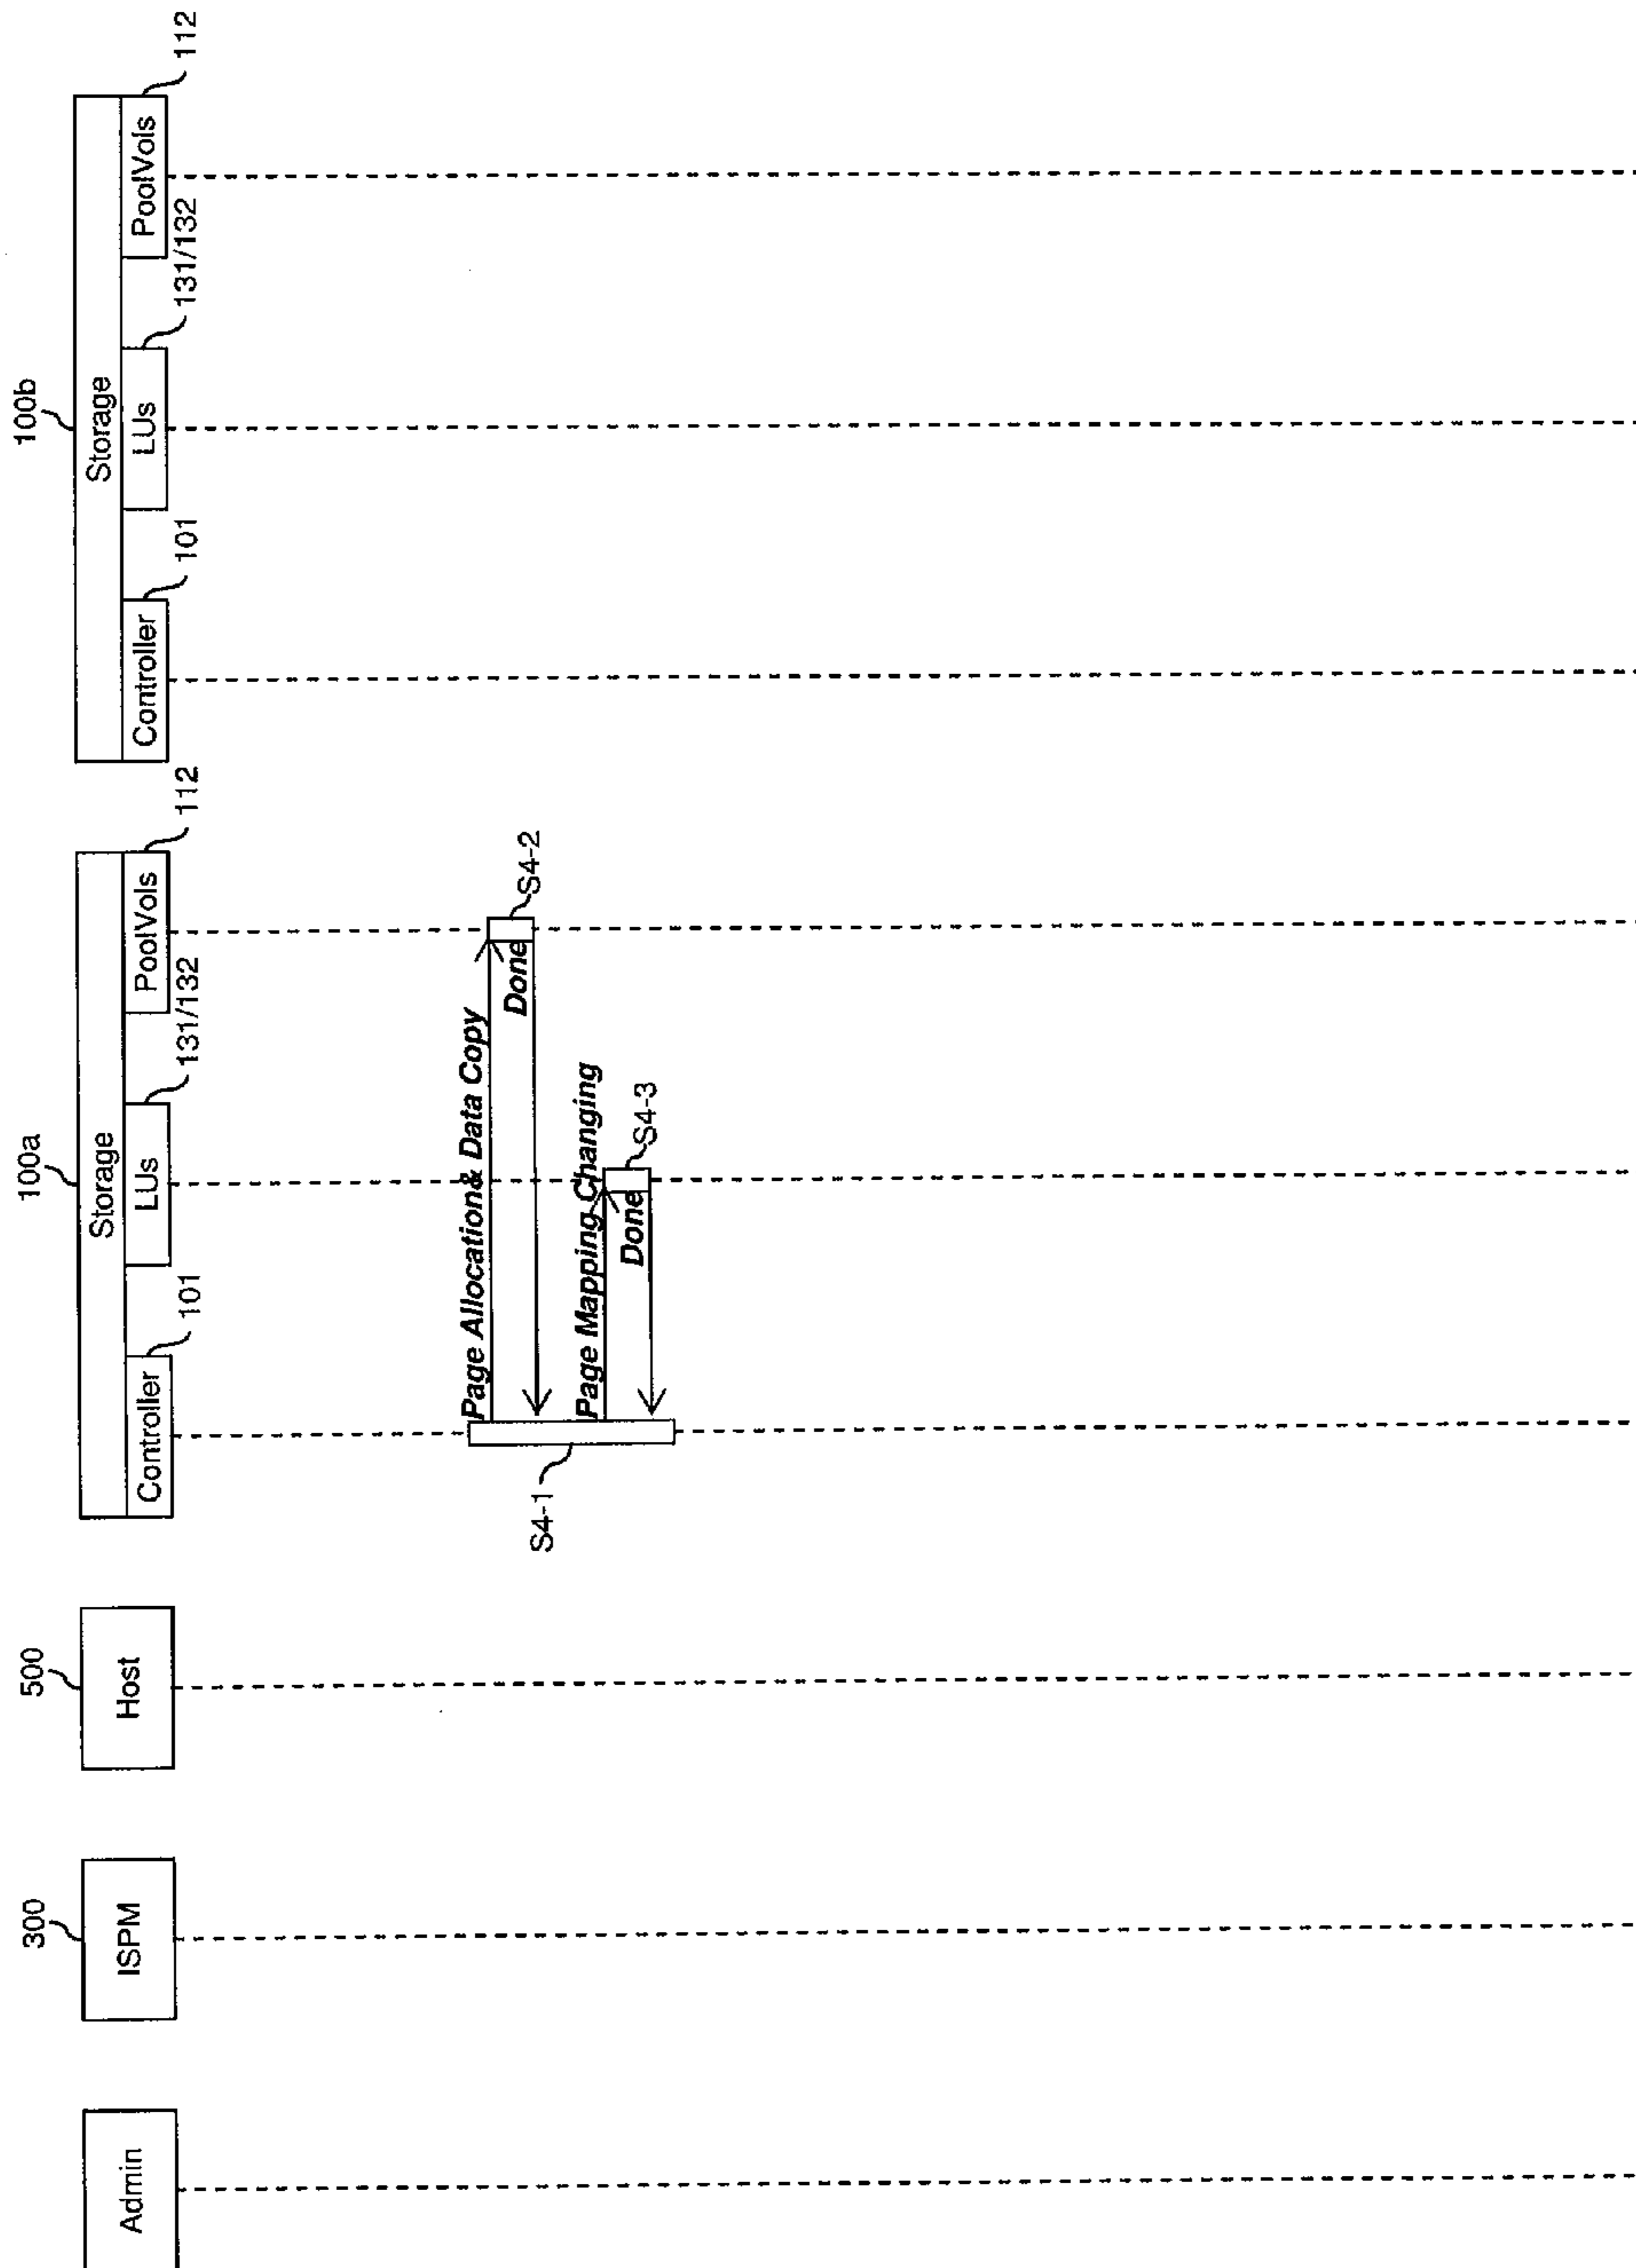 100a
100b
300
500
Storage
Storage
Admin
ISPM
Host
Controller
LUs
PoolVols
Controller
LUs
PoolVols
101
131/132
112
101
131/132
112
Page Allocation& Data Copy
Done
S4-2
S4-1
Page Mapping Changing
Done
S4-3